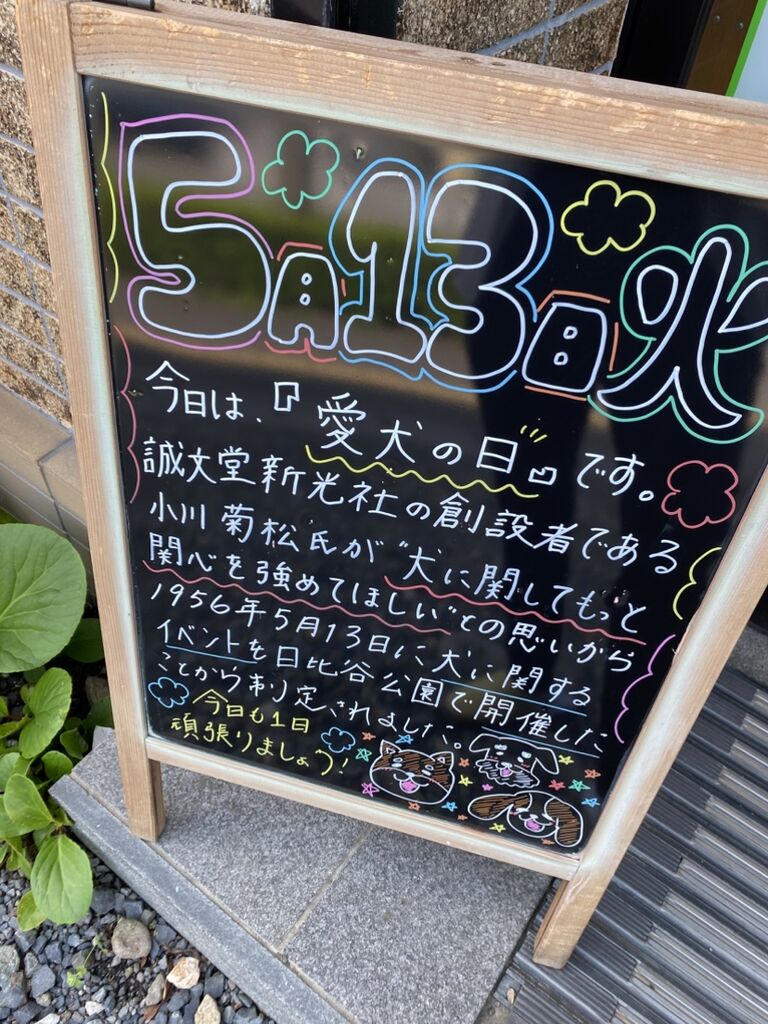 5月13日火
今日は、『愛犬の日』です。
誠文堂新光社の創設者である
小川菊松氏が"犬に関してもっと
関心を強めてほしい"との思いから
1956年5月13日に犬に関する
イベントを日比谷公園で開催した
ことから制定されました。
今日も1日
頑張りましょう!